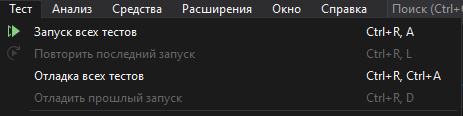 Тест Анализ Средства Расширения Окно Справка Поиск (Ctrl+
Запуск всех тестов Ctrl+R, A
Повторить последний запуск Ctrl+R, L
Отладка всех тестов Ctrl+R, Ctrl+A
Отладить прошлый запуск Ctrl+R, D